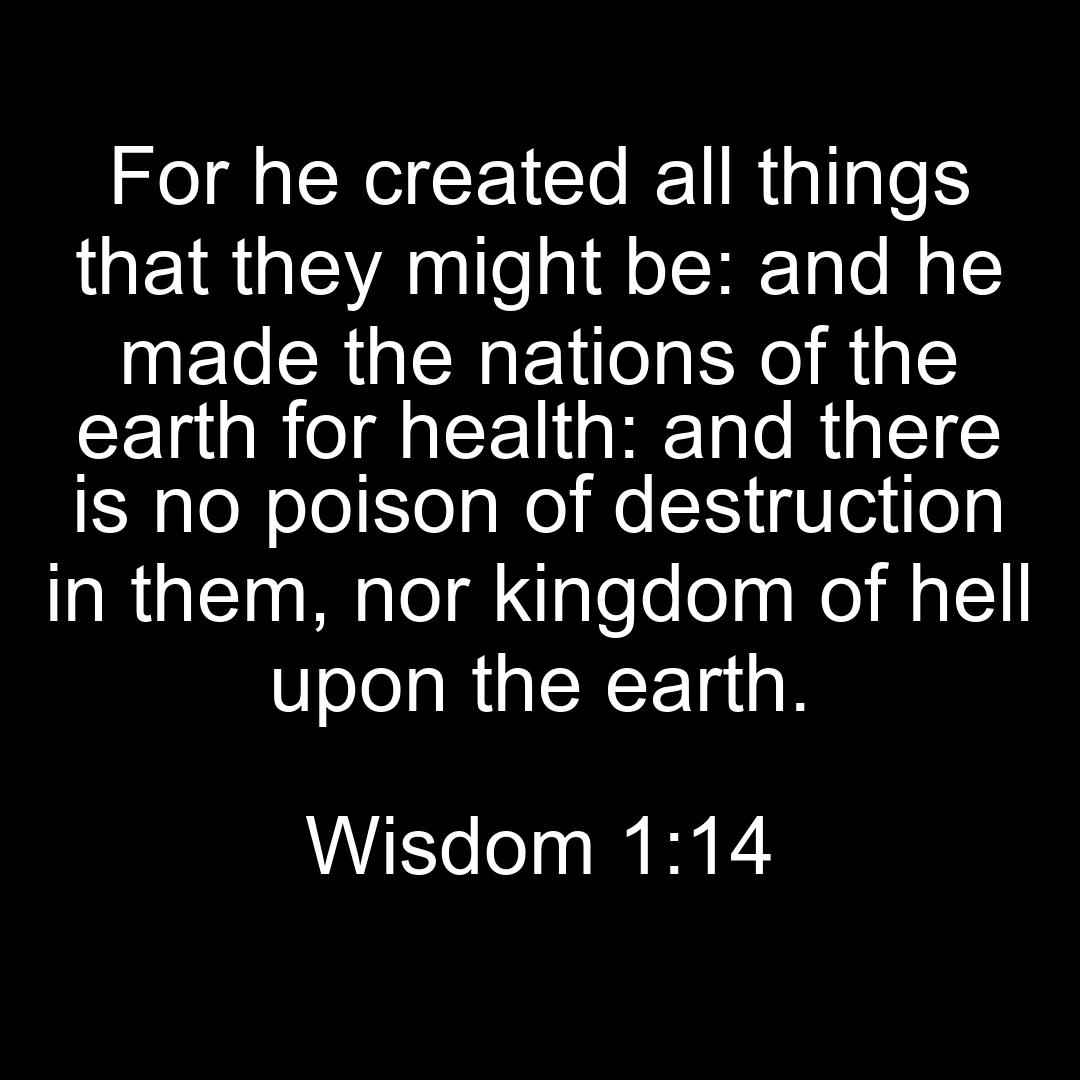 For he created all things
that they might be: and he
made the nations of the
earth for health: and there
is no poison of destruction
in them, nor kingdom of hell
upon the earth.
Wisdom 1:14